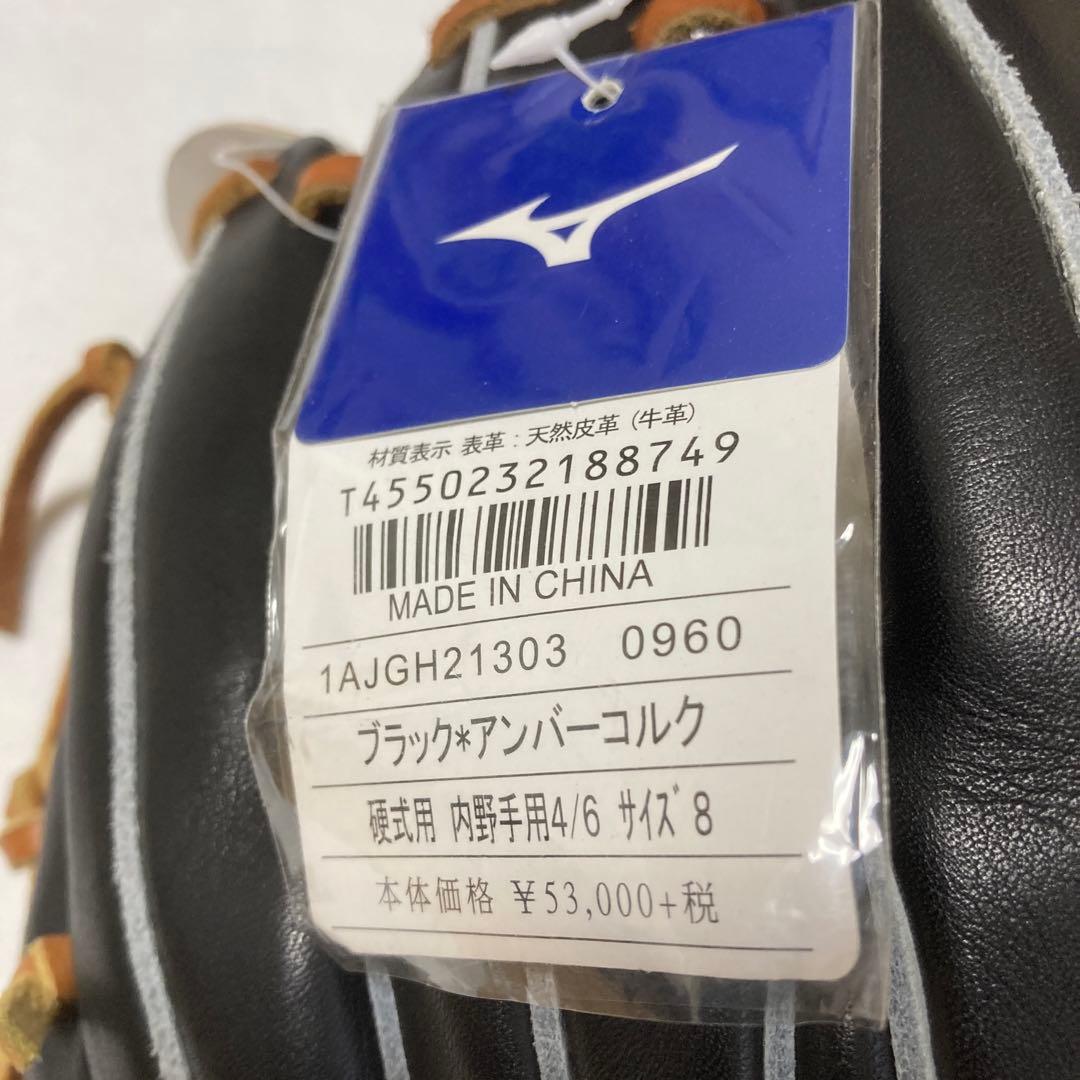 材質表示 表革：天然皮革（牛革）
T4550232188749
MADE IN CHINA
1AJGH21303 0960
ブラック*アンバーコルク
硬式用 内野手用4/6 サイズ 8
本体価格 ¥53,000+税